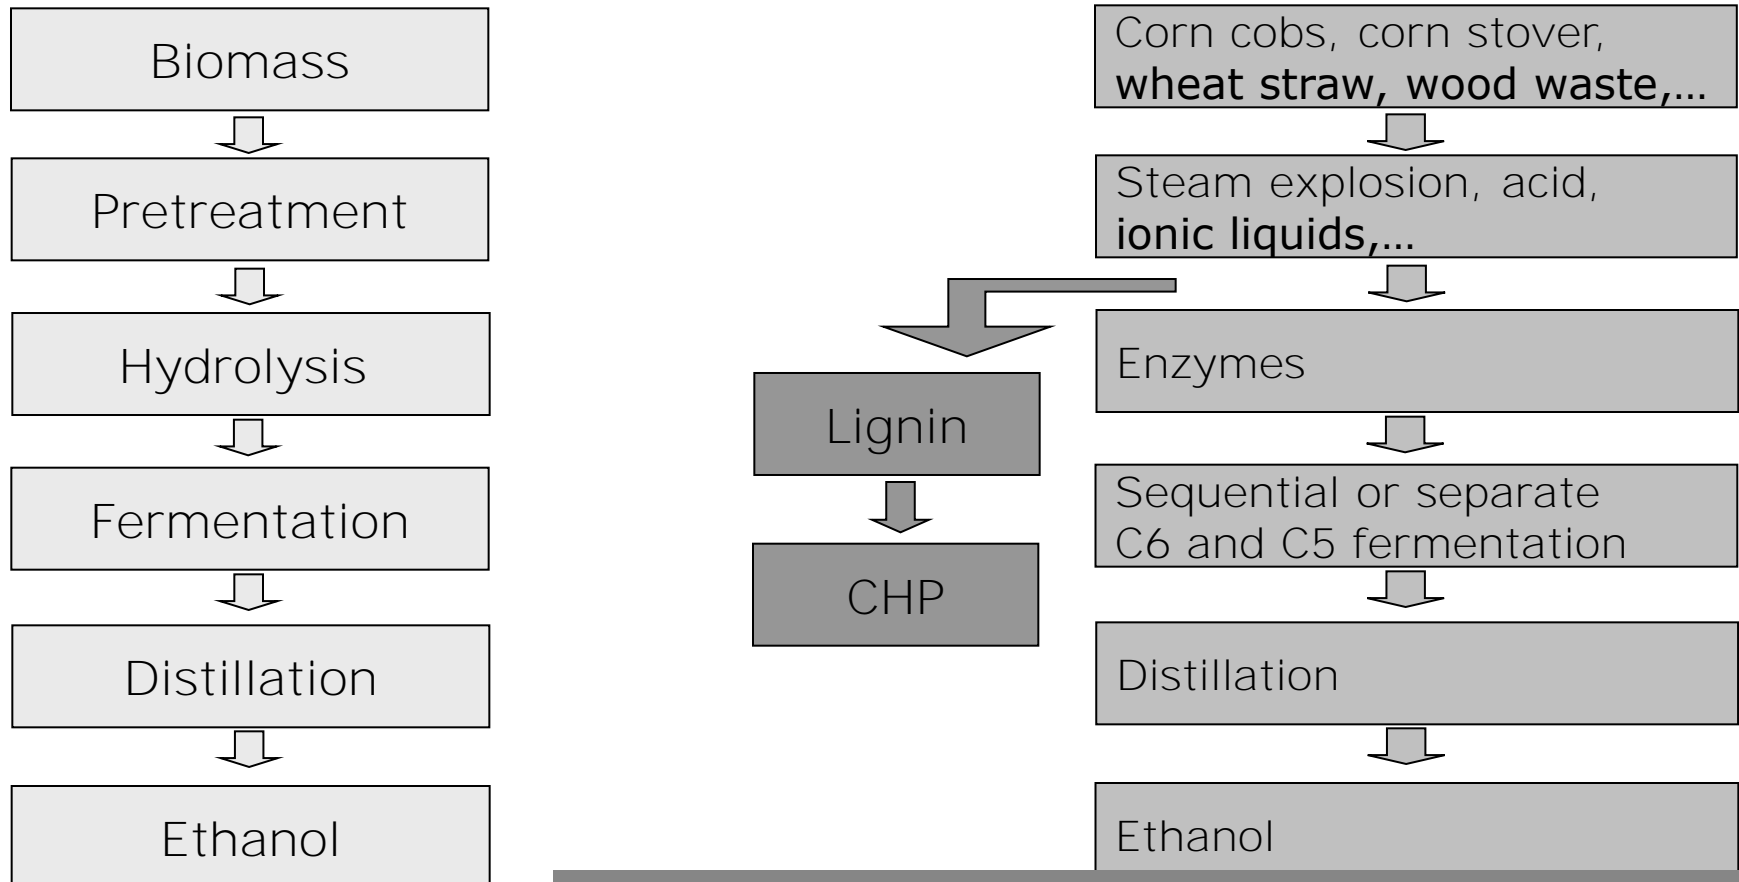 Biomass
Pretreatment
Hydrolysis
Fermentation
Distillation
Ethanol
Lignin
CHP
Corn cobs, corn stover,
wheat straw, wood waste,…
Steam explosion, acid,
ionic liquids,…
Enzymes
Sequential or separate
C6 and C5 fermentation
Distillation
Ethanol